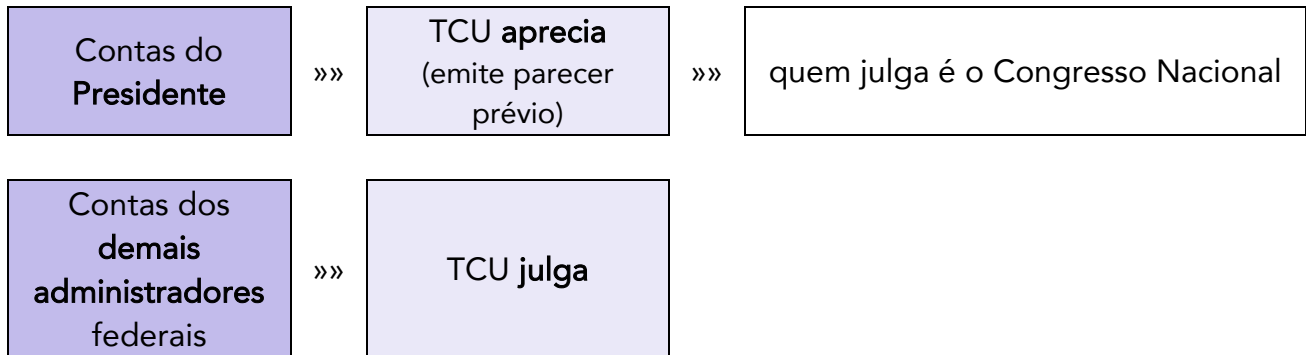 Contas do
Presidente
»»
TCU aprecia
(emite parecer
prévio)
»»
quem julga é o Congresso Nacional
Contas dos
demais
administradores
federais
»»
TCU julga